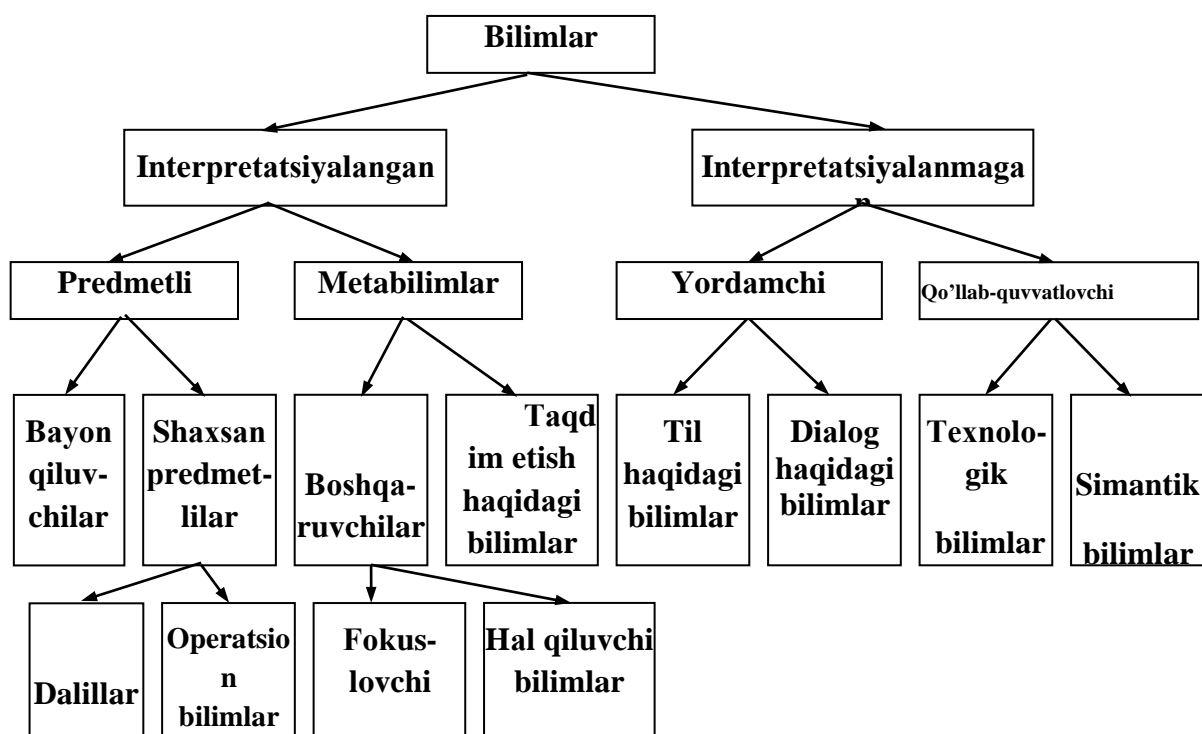 Bilimlar
Interpretatsiyalangan
Interpretatsiyalanmaga
n
Predmetli
Metabilimlar
Yordamchi
Qo’llab-quvvatlovchi
Bayon
qiluv-
chilar
Shaxsan
predmet-
lilar
Boshqa-
ruvchilar
Taqd
im etish
haqidagi
bilimlar
Til
haqidagi
bilimlar
Dialog
haqidagi
bilimlar
Texnolo-
gik
bilimlar
Simantik
bilimlar
Dalillar
Operatsio
n
bilimlar
Fokus-
lovchi
Hal qiluvchi
bilimlar